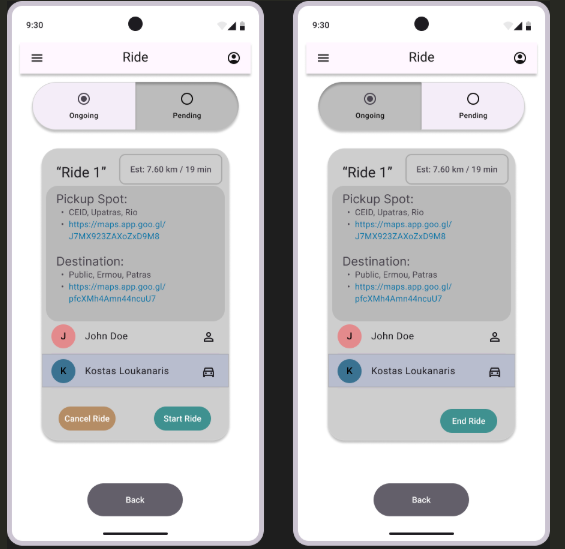 9:30
Ride
Ongoing
Pending
“Ride 1”
Est: 7.60 km / 19 min
Pickup Spot:
• CEID, Upatras, Rio
• https://maps.app.goo.gl/
J7MX923ZAXoZxD9M8
Destination:
• Public, Ermou, Patras
• https://maps.app.goo.gl/
pfcXMh4Amn44ncuU7
J John Doe
K Kostas Loukanaris
Cancel Ride
Start Ride
Back
9:30
Ride
Ongoing
Pending
“Ride 1”
Est: 7.60 km / 19 min
Pickup Spot:
• CEID, Upatras, Rio
• https://maps.app.goo.gl/
J7MX923ZAXoZxD9M8
Destination:
• Public, Ermou, Patras
• https://maps.app.goo.gl/
pfcXMh4Amn44ncuU7
J John Doe
K Kostas Loukanaris
End Ride
Back